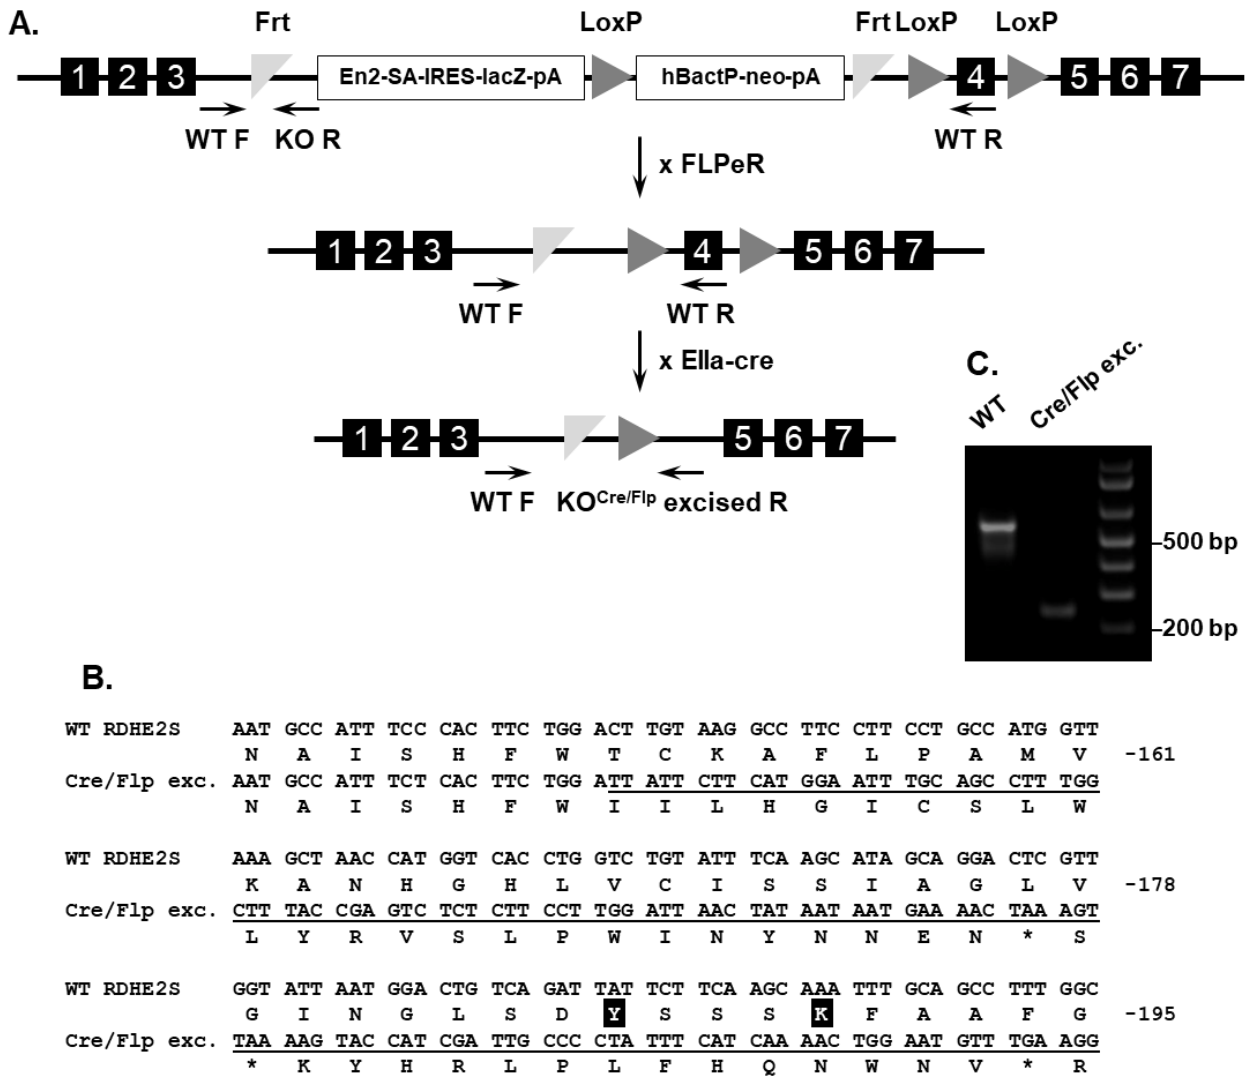 A.
Frt LoxP Frt LoxP LoxP
1 2 3 En2-SA-IRES-lacZ-pA hBactP-neo-pA 4 5 6 7
WT F KO R WT R
x FLPeR
1 2 3 4 5 6 7
WT F WT R
x Ella-cre
1 2 3 5 6 7
WT F KOCre/Flp excised R
C.
WT Cre/Flp exc.
500 bp
200 bp
B.
WT RDHE2S AAT GCC ATT TCC CAC TTC TGG ACT TGT AAG GCC TTC CTT CCT GCC ATG GTT
N A I S H F W T C K A F L P A M V -161
Cre/Flp exc. AAT GCC ATT TCT CAC TTC TGG ATT ATT CTT CAT GGA ATT TGC AGC CTT TGG
N A I S H F W I I L H G I C S L W
WT RDHE2S AAA GCT AAC CAT GGT CAC CTG GTC TGT ATT TCA AGC ATA GCA GGA CTC GTT
K A N H G H L V C I S S I A G L V -178
Cre/Flp exc. CTT TAC CGA GTC TCT CTT CCT TGG ATT AAC TAT AAT AAT GAA AAC TAA AGT
L Y R V S L P W I N Y N N E N * S
WT RDHE2S GGT ATT AAT GGA CTG TCA GAT TAT TCT TCA AGC AAA TTT GCA GCC TTT GGC
G I N G L S D Y S S S K F A A F G -195
Cre/Flp exc. TAA AAG TAC CAT CGA TTG CCC CTA TTT CAT CAA AAC TGG AAT GTT TGA AGG
* K Y H R L P L F H Q N W N V * R